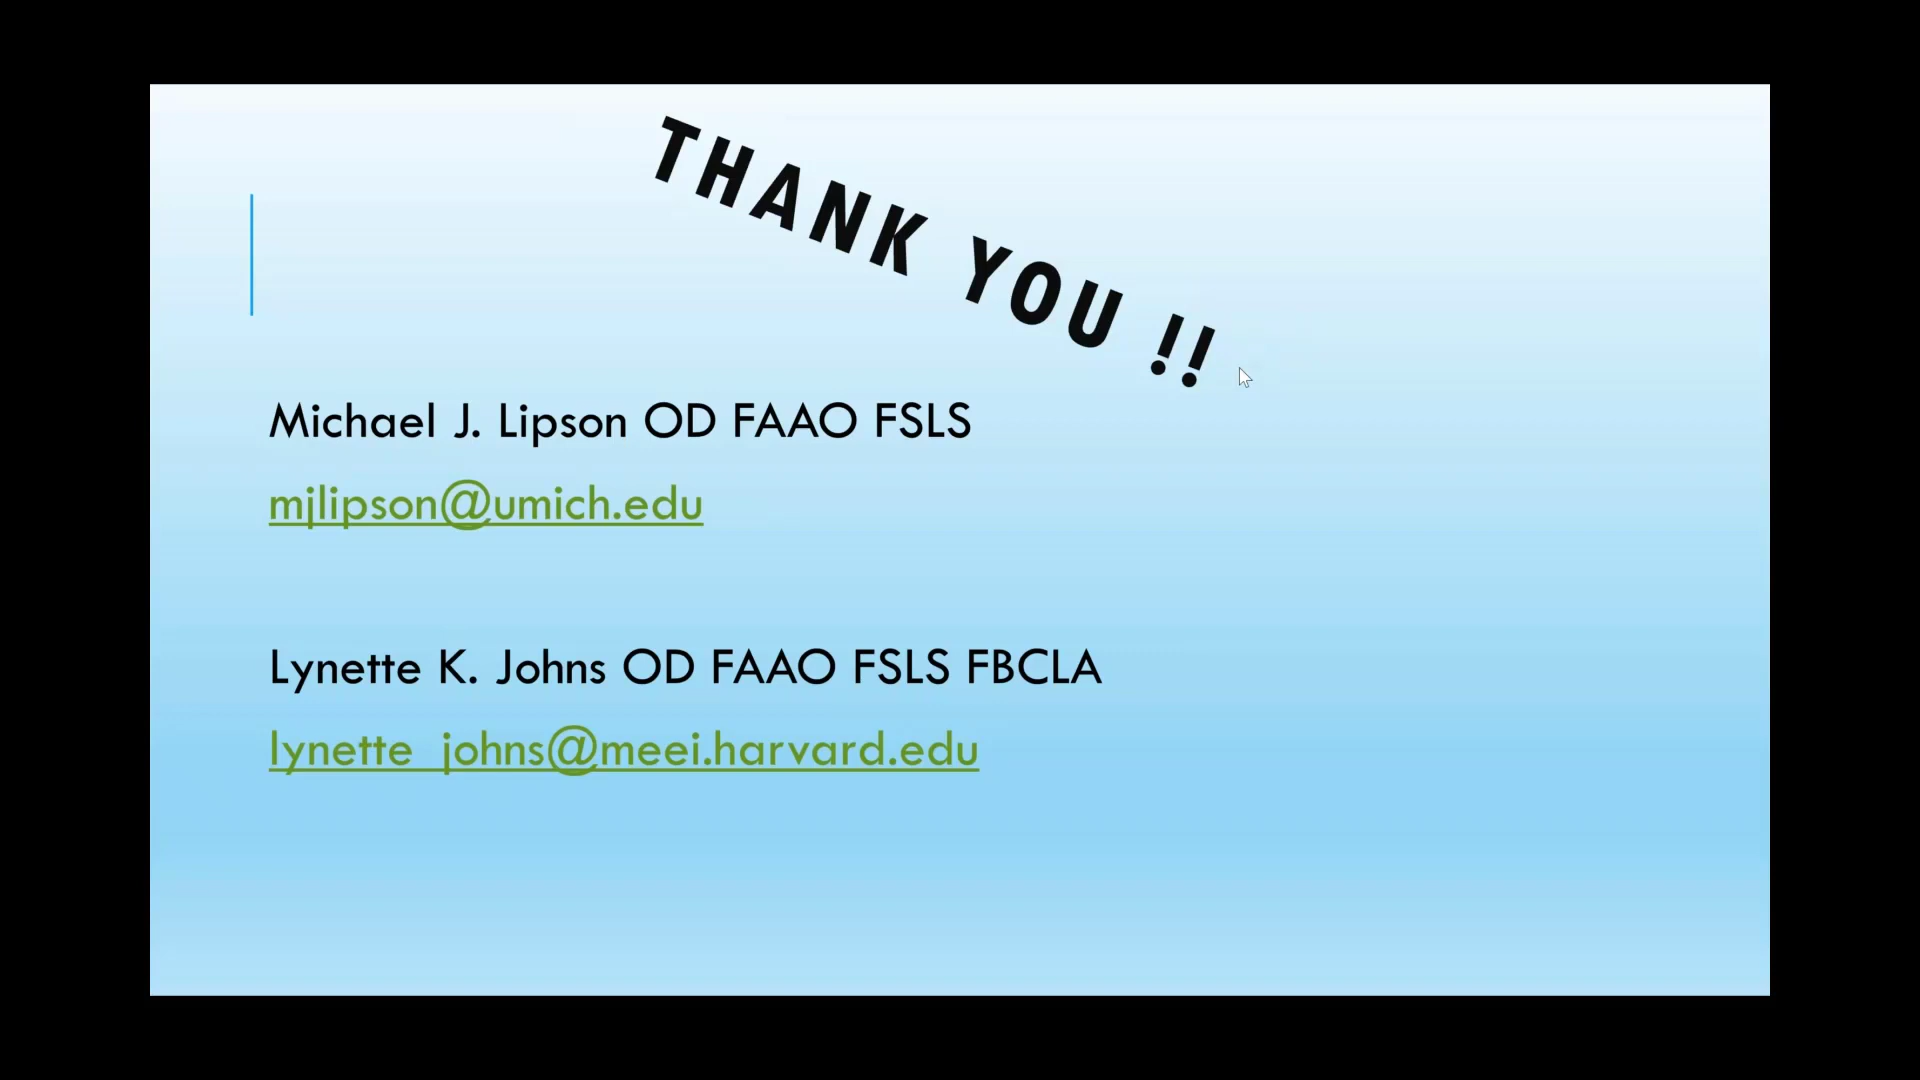 THANK YOU !!
Michael J. Lipson OD FAAO FSLS
mjlipson@umich.edu
Lynette K. Johns OD FAAO FSLS FBCLA
lynette_johns@meei.harvard.edu